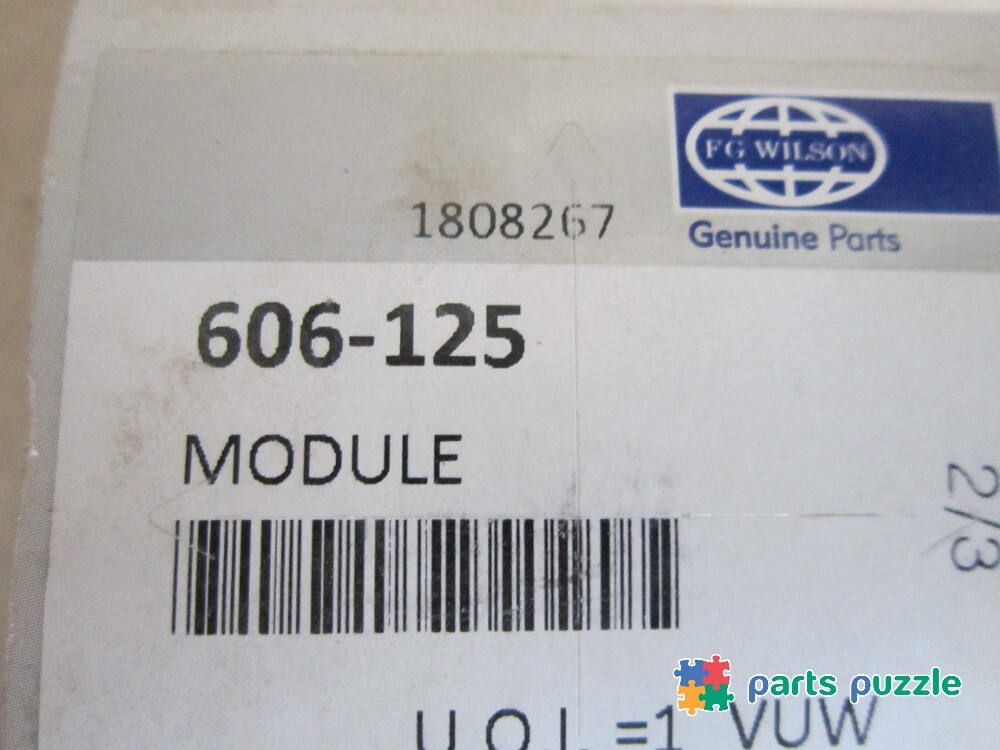 FG WILSON
1808267
Genuine Parts
606-125
MODULE
2/3
parts puzzle
U.O.I. =1 VUW